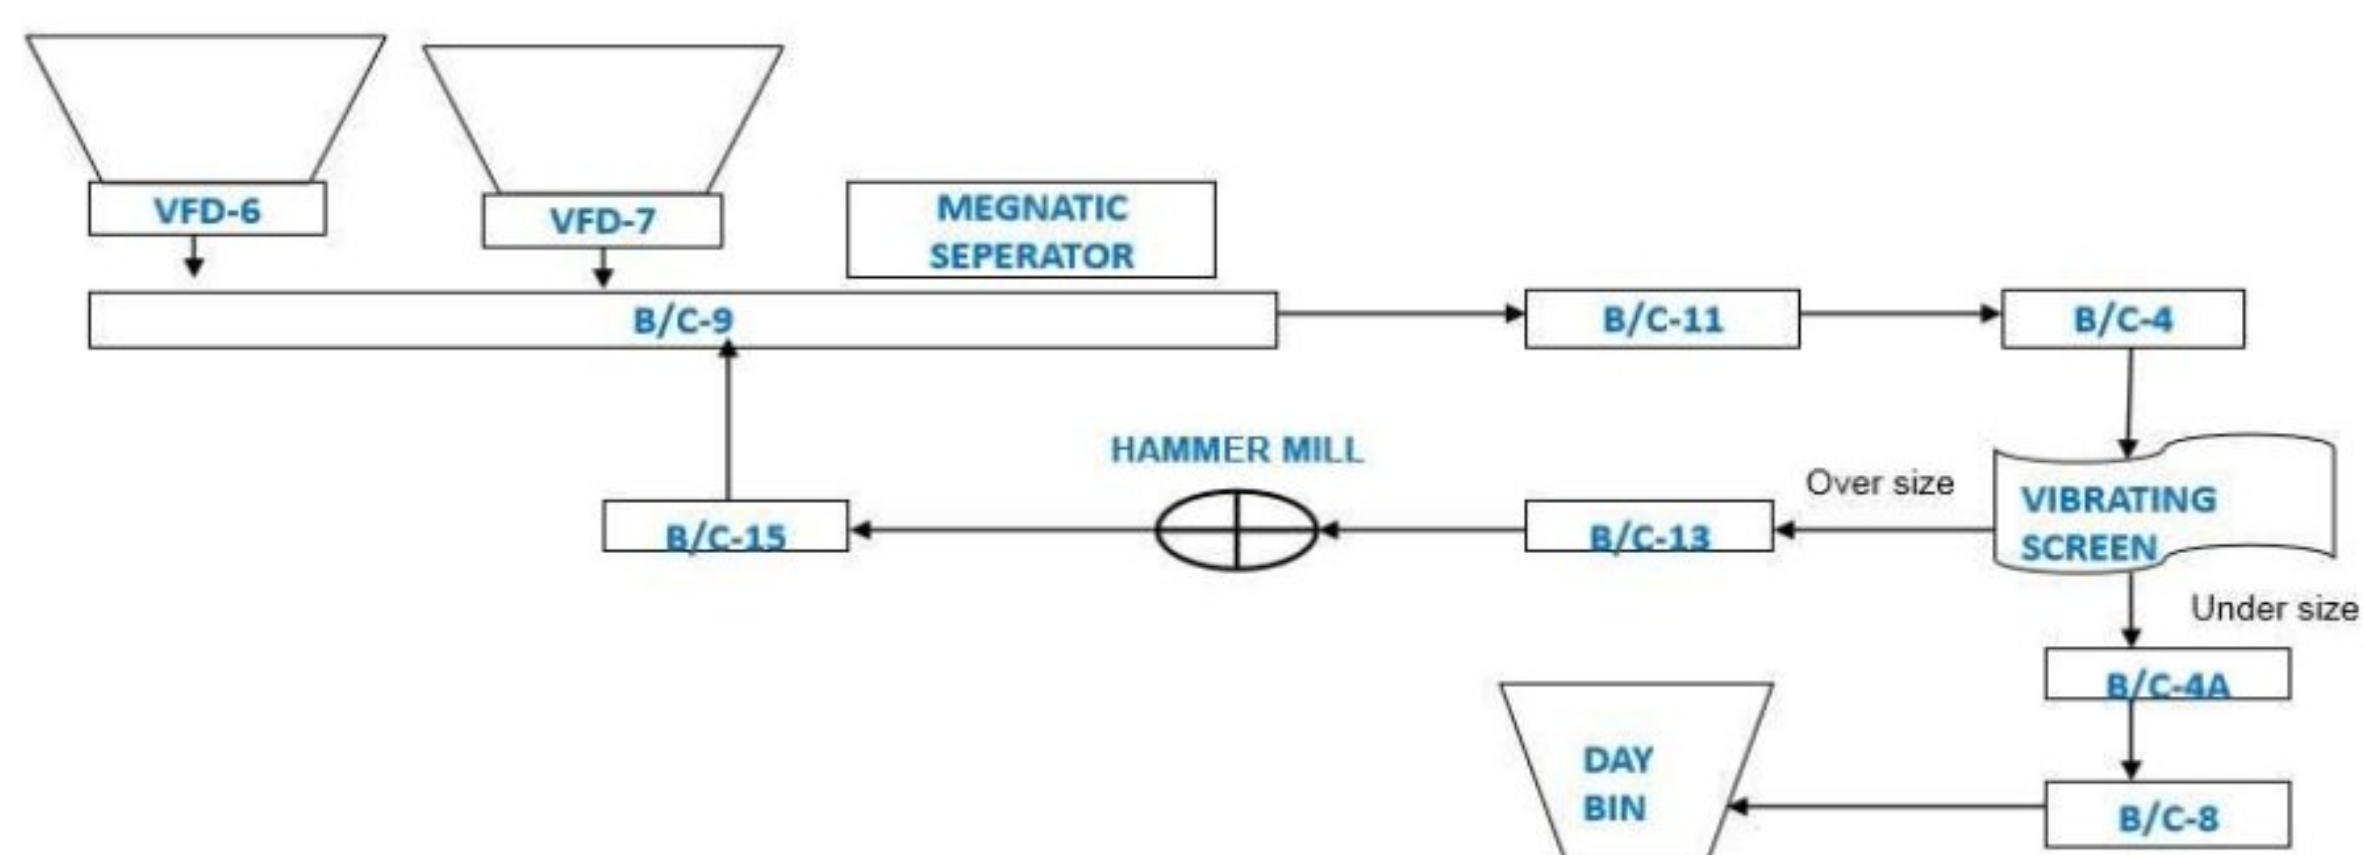 VFD-6
VFD-7
MEGNATIC
SEPERATOR
B/C-9
B/C-11
B/C-4
HAMMER MILL
Over size
VIBRATING
SCREEN
B/C-15
B/C-13
Under size
B/C-4A
DAY
BIN
B/C-8